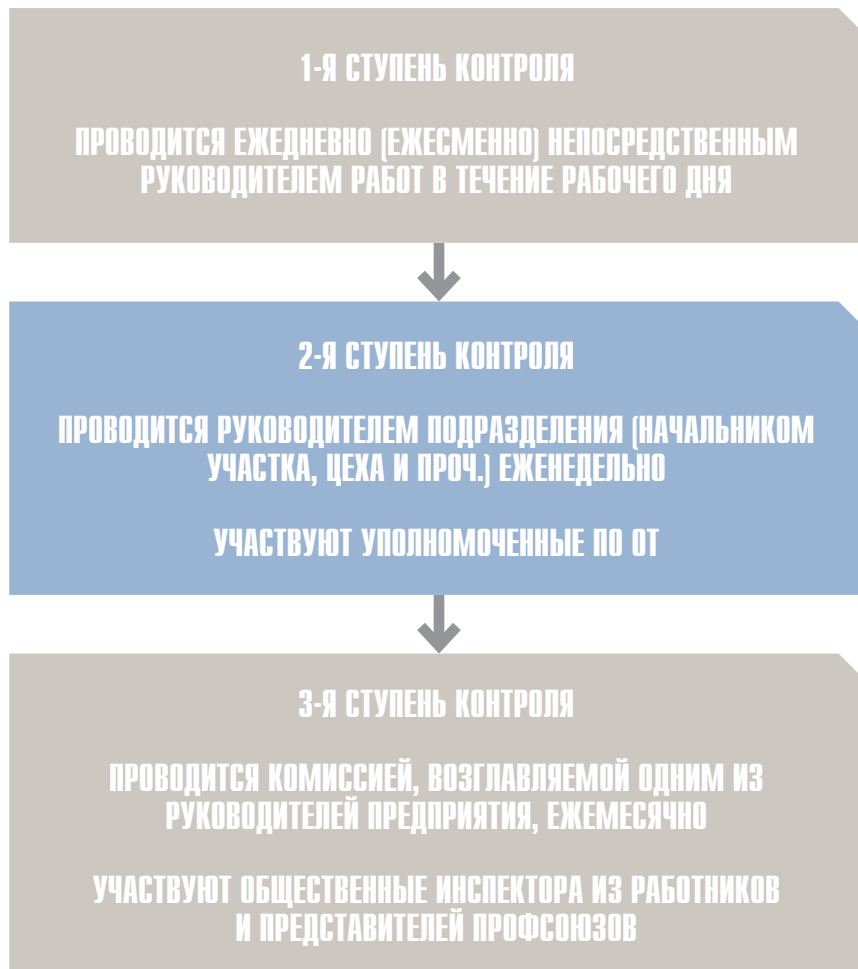 1-Я СТУПЕНЬ КОНТРОЛЯ
ПРОВОДИТСЯ ЕЖЕДНЕВНО (ЕЖЕСМЕННО) НЕПОСРЕДСТВЕННЫМ
РУКОВОДИТЕЛЕМ РАБОТ В ТЕЧЕНИЕ РАБОЧЕГО ДНЯ
2-Я СТУПЕНЬ КОНТРОЛЯ
ПРОВОДИТСЯ РУКОВОДИТЕЛЕМ ПОДРАЗДЕЛЕНИЯ (НАЧАЛЬНИКОМ
УЧАСТКА, ЦЕХА И ПРОЧ.) ЕЖЕНЕДЕЛЬНО
УЧАСТВУЮТ УПОЛНОМОЧЕННЫЕ ПО ОТ
3-Я СТУПЕНЬ КОНТРОЛЯ
ПРОВОДИТСЯ КОМИССИЕЙ, ВОЗГЛАВЛЯЕМОЙ ОДНИМ ИЗ
РУКОВОДИТЕЛЕЙ ПРЕДПРИЯТИЯ, ЕЖЕМЕСЯЧНО
УЧАСТВУЮТ ОБЩЕСТВЕННЫЕ ИНСПЕКТОРА ИЗ РАБОТНИКОВ
И ПРЕДСТАВИТЕЛЕЙ ПРОФСОЮЗОВ